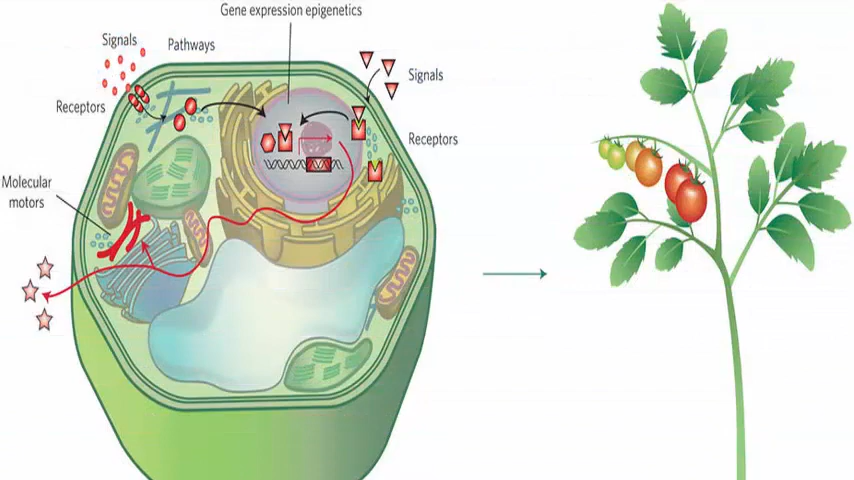 Gene expression epigenetics
Signals
Pathways
Receptors
Signals
Receptors
Molecular
motors